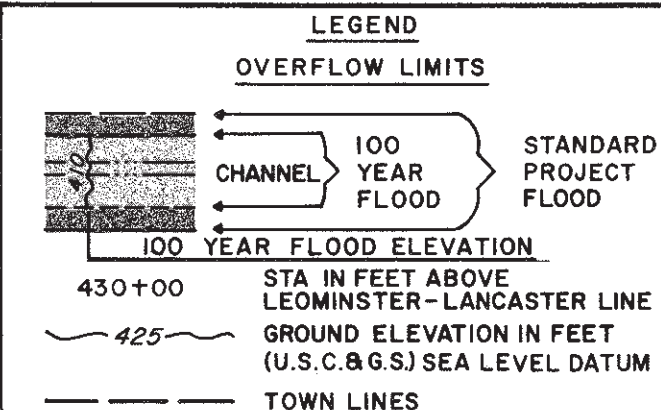 LEGEND
OVERFLOW LIMITS
410
CHANNEL
100
YEAR
FLOOD
STANDARD
PROJECT
FLOOD
100 YEAR FLOOD ELEVATION
430+00
STA IN FEET ABOVE
LEOMINSTER-LANCASTER LINE
425
GROUND ELEVATION IN FEET
(U.S.C.&G.S.) SEA LEVEL DATUM
TOWN LINES